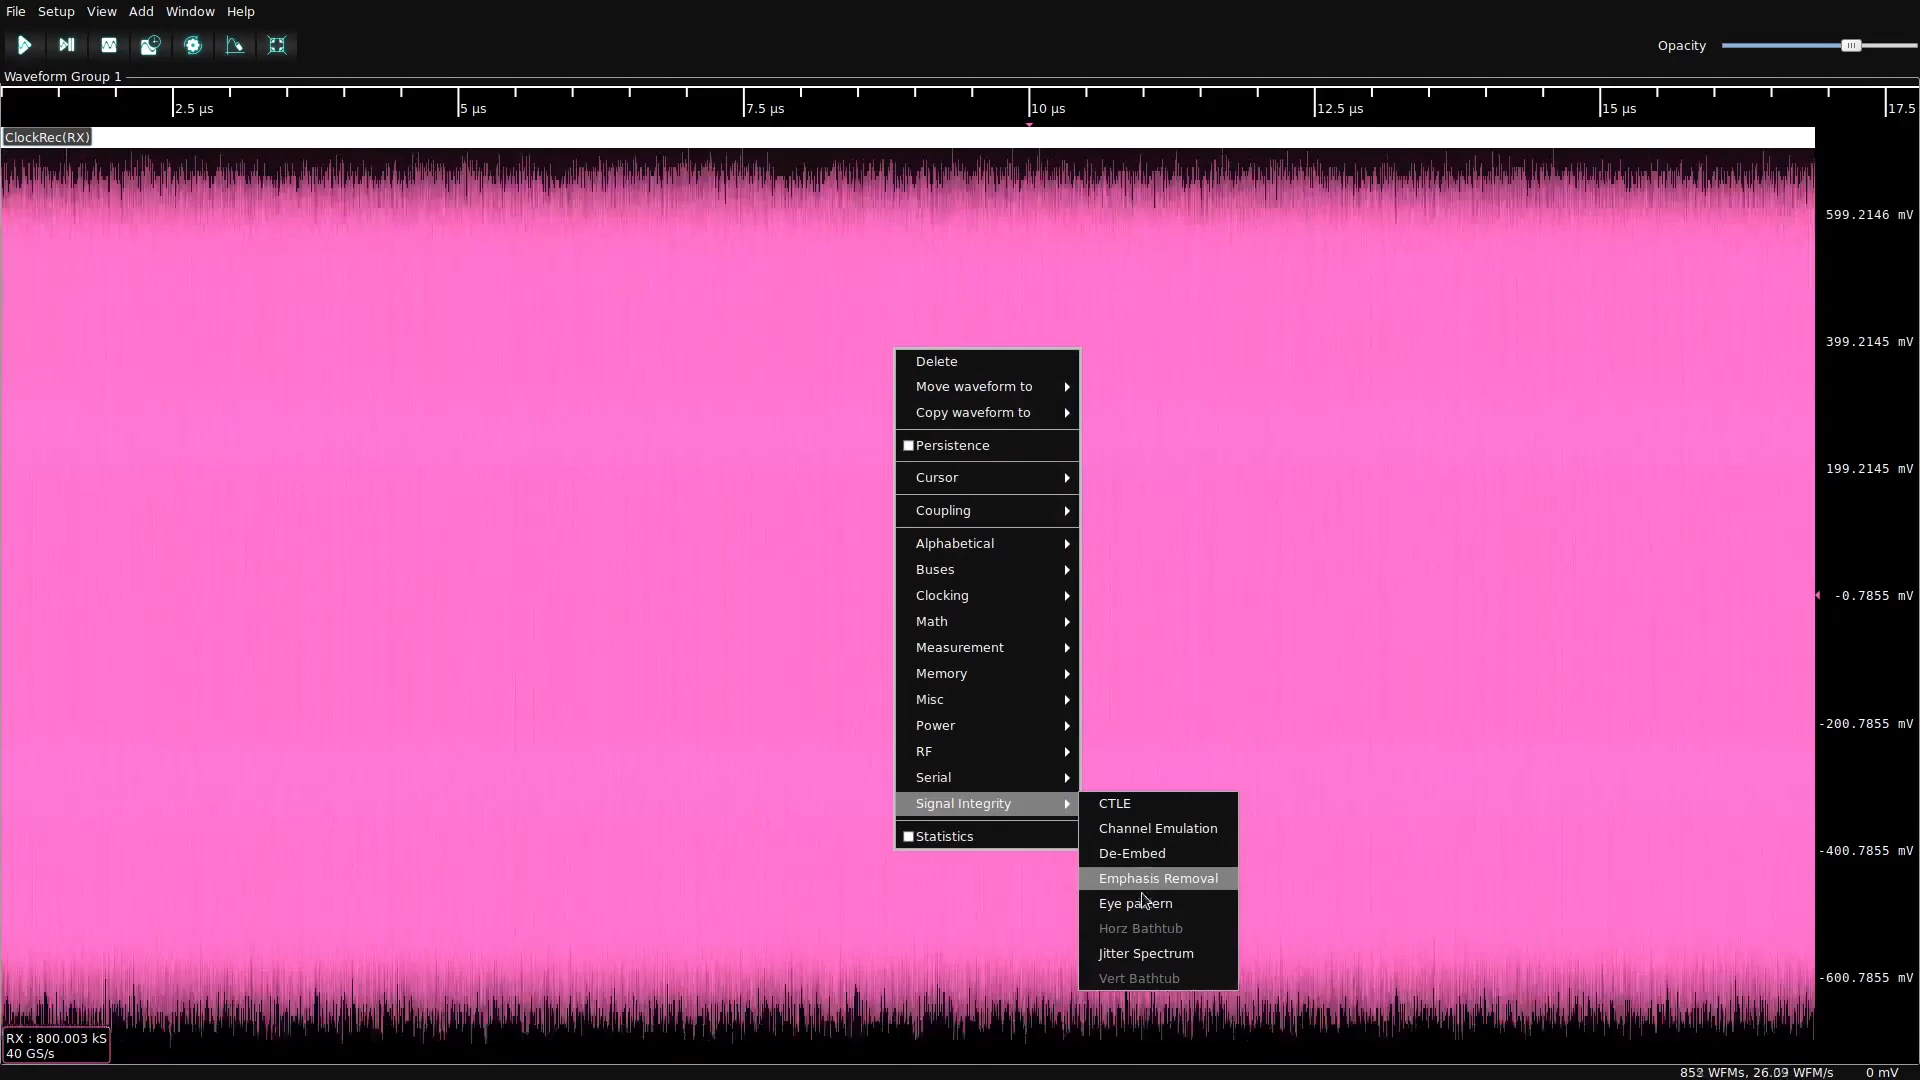 File Setup View Add Window Help
Opacity
Waveform Group 1
2.5 µs 5 µs 7.5 µs 10 µs 12.5 µs 15 µs 17.5
ClockRec(RX)
599.2146 mV
399.2145 mV
199.2145 mV
-0.7855 mV
-200.7855 mV
-400.7855 mV
-600.7855 mV
Delete
Move waveform to
Copy waveform to
Persistence
Cursor
Coupling
Alphabetical
Buses
Clocking
Math
Measurement
Memory
Misc
Power
RF
Serial
Signal Integrity
Statistics
CTLE
Channel Emulation
De-Embed
Emphasis Removal
Eye pattern
Horz Bathtub
Jitter Spectrum
Vert Bathtub
RX : 800.003 kS
40 GS/s
WFMs, WFM/s 0 mV